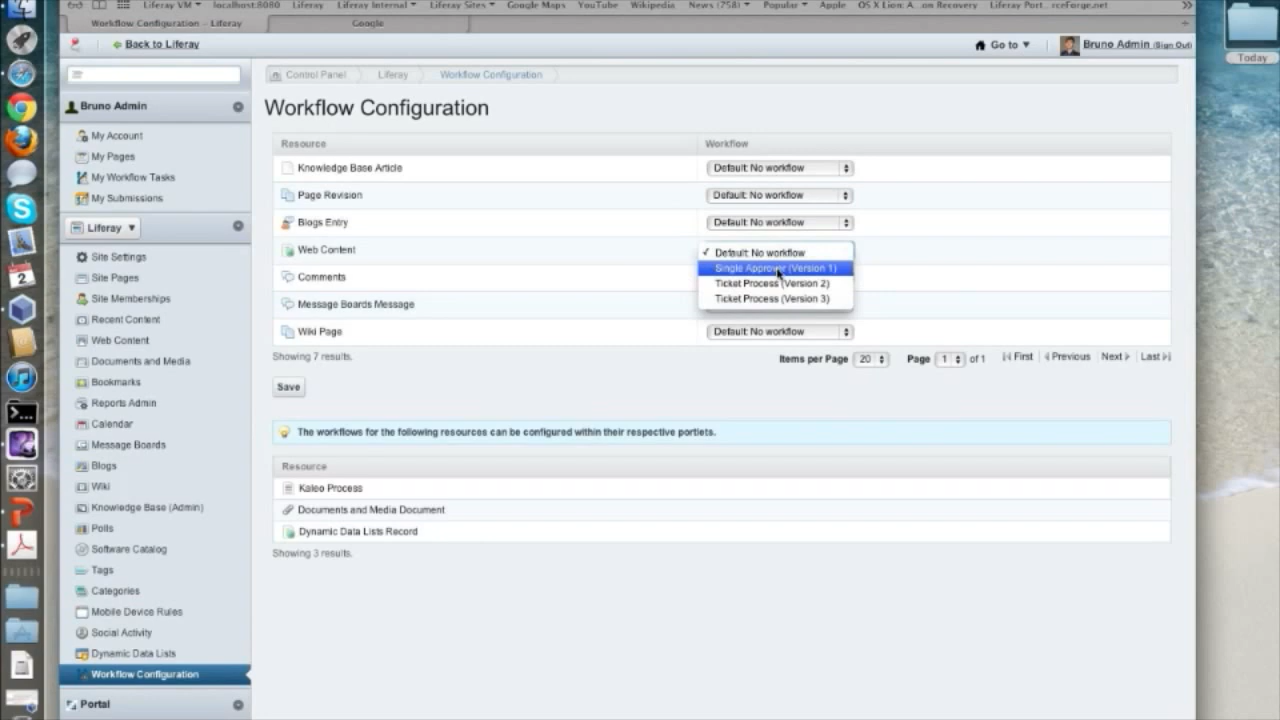 Liferay VM localhost:8080 Liferay Liferay Internal Liferay Sites Google Maps YouTube Wikipedia News (758) Popular Apple OS X Lion: A...on Recovery Liferay Port...rceForge.net
Workflow Configuration – Liferay Google
Back to Liferay Go to Bruno Admin (Sign Out)
Today
Control Panel Liferay Workflow Configuration
Bruno Admin
My Account
My Pages
My Workflow Tasks
My Submissions
Liferay
Site Settings
Site Pages
Site Memberships
Recent Content
Web Content
Documents and Media
Bookmarks
Reports Admin
Calendar
Message Boards
Blogs
Wiki
Knowledge Base (Admin)
Polls
Software Catalog
Tags
Categories
Mobile Device Rules
Social Activity
Dynamic Data Lists
Workflow Configuration
Portal
Workflow Configuration
Resource Workflow
Knowledge Base Article Default: No workflow
Page Revision Default: No workflow
Blogs Entry Default: No workflow
Web Content Default: No workflow
Single Approver (Version 1)
Comments Ticket Process (Version 2)
Message Boards Message Ticket Process (Version 3)
Wiki Page Default: No workflow
Showing 7 results. Items per Page 20 Page 1 of 1 First Previous Next Last
Save
The workflows for the following resources can be configured within their respective portlets.
Resource
Kaleo Process
Documents and Media Document
Dynamic Data Lists Record
Showing 3 results.
2